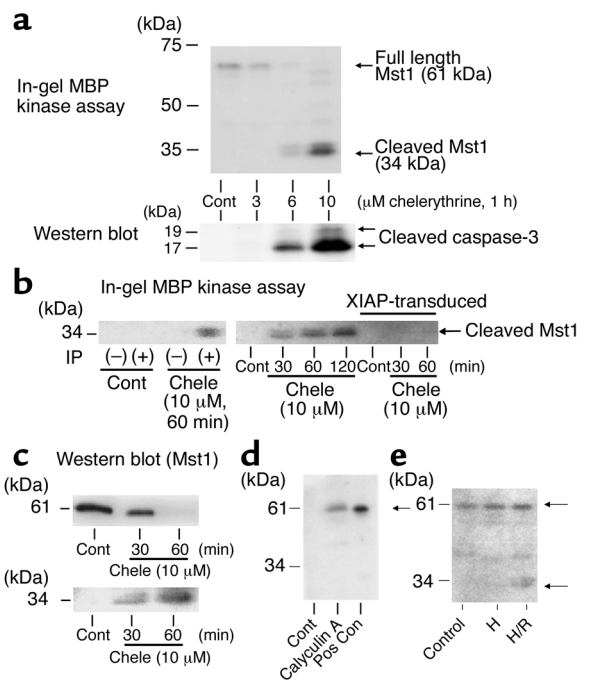 a
(kDa)
75
In-gel MBP
kinase assay
Full length
Mst1 (61 kDa)
50
35
Cleaved Mst1
(34 kDa)
Cont 3 6 10 (μM chelerythrine, 1 h)
(kDa)
Western blot
19
17
Cleaved caspase-3
b
In-gel MBP kinase assay
(kDa)
XIAP-transduced
34
Cleaved Mst1
IP (–) (+) (–) (+)
Cont 30 60 120 Cont 30 60 (min)
Cont
Chele
(10 μM,
60 min)
Chele
(10 μM)
Chele
(10 μM)
c
Western blot (Mst1)
(kDa)
61
Cont 30 60 (min)
Chele (10 μM)
(kDa)
34
Cont 30 60 (min)
Chele (10 μM)
d
(kDa)
61
34
Cont
Calyculin A
Pos Con
e
(kDa)
61
34
Control
H
H/R